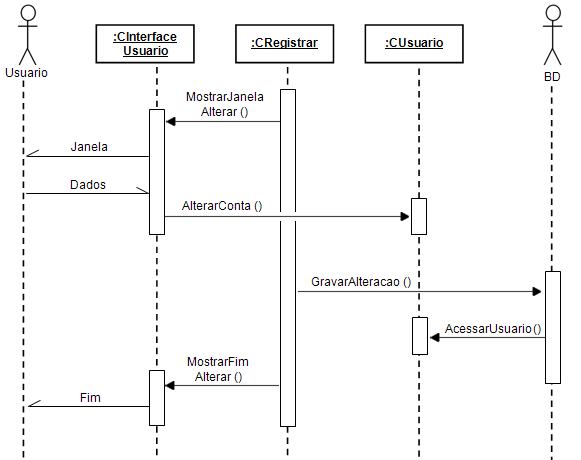 :CInterface
Usuario
:CRegistrar
:CUsuario
Usuario
BD
MostrarJanela
Alterar ()
Janela
Dados
AlterarConta ()
GravarAlteracao ()
AcessarUsuario()
MostrarFim
Alterar ()
Fim